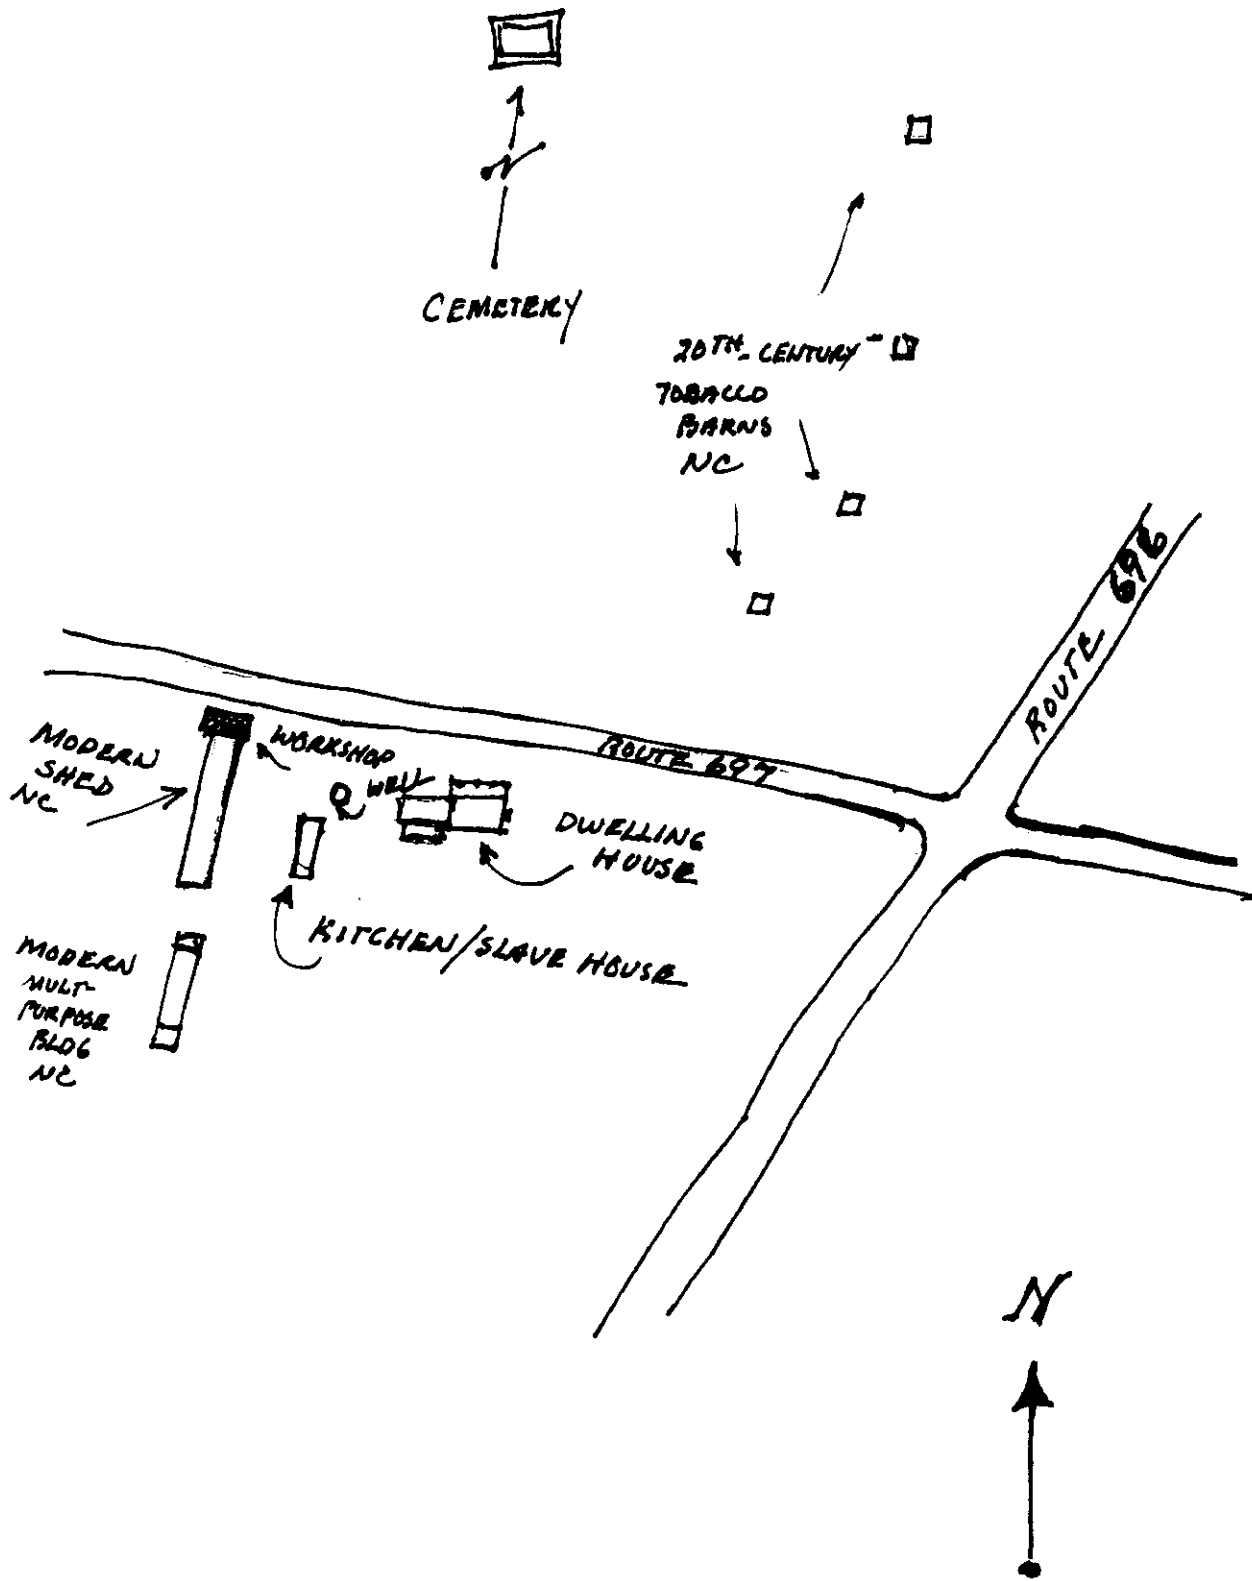 CEMETERY
20TH-CENTURY
TOBACCO
BARNS
NC
ROUTE 696
ROUTE 697
MODERN
SHED
NC
WORKSHOP
WELL
DWELLING
HOUSE
KITCHEN/SLAVE HOUSE
MODERN
MULTI-
PURPOSE
BLDG
NC
N